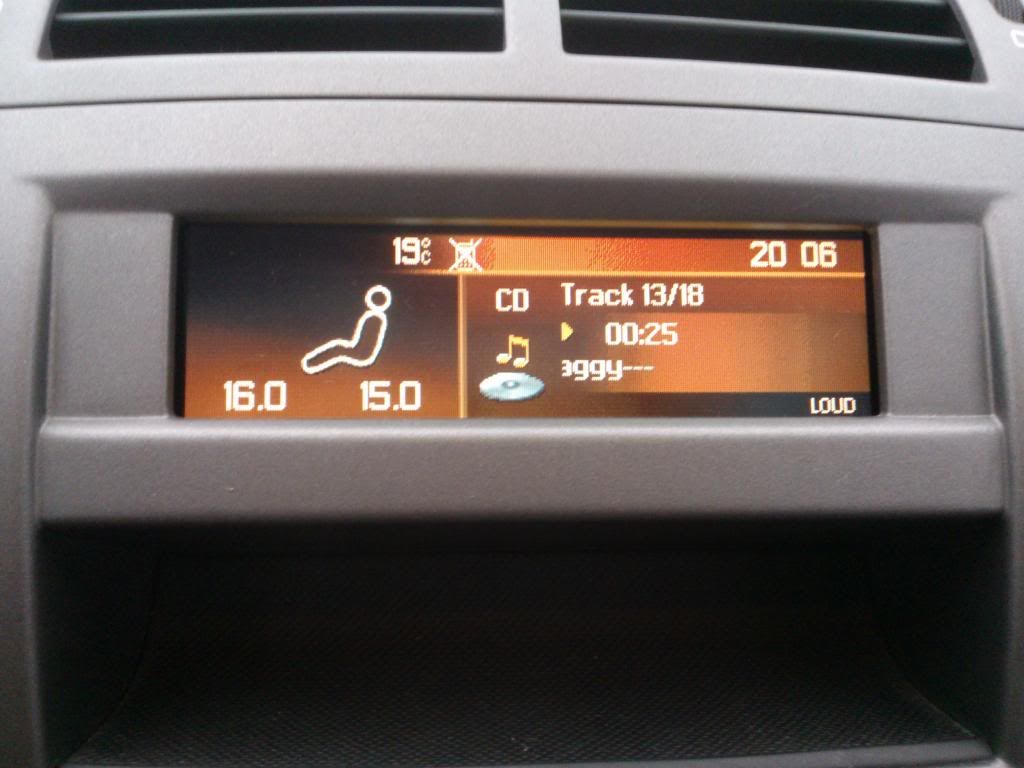 19°C
20 06
CD Track 13/18
00:25
aggy---
16.0 15.0
LOUD